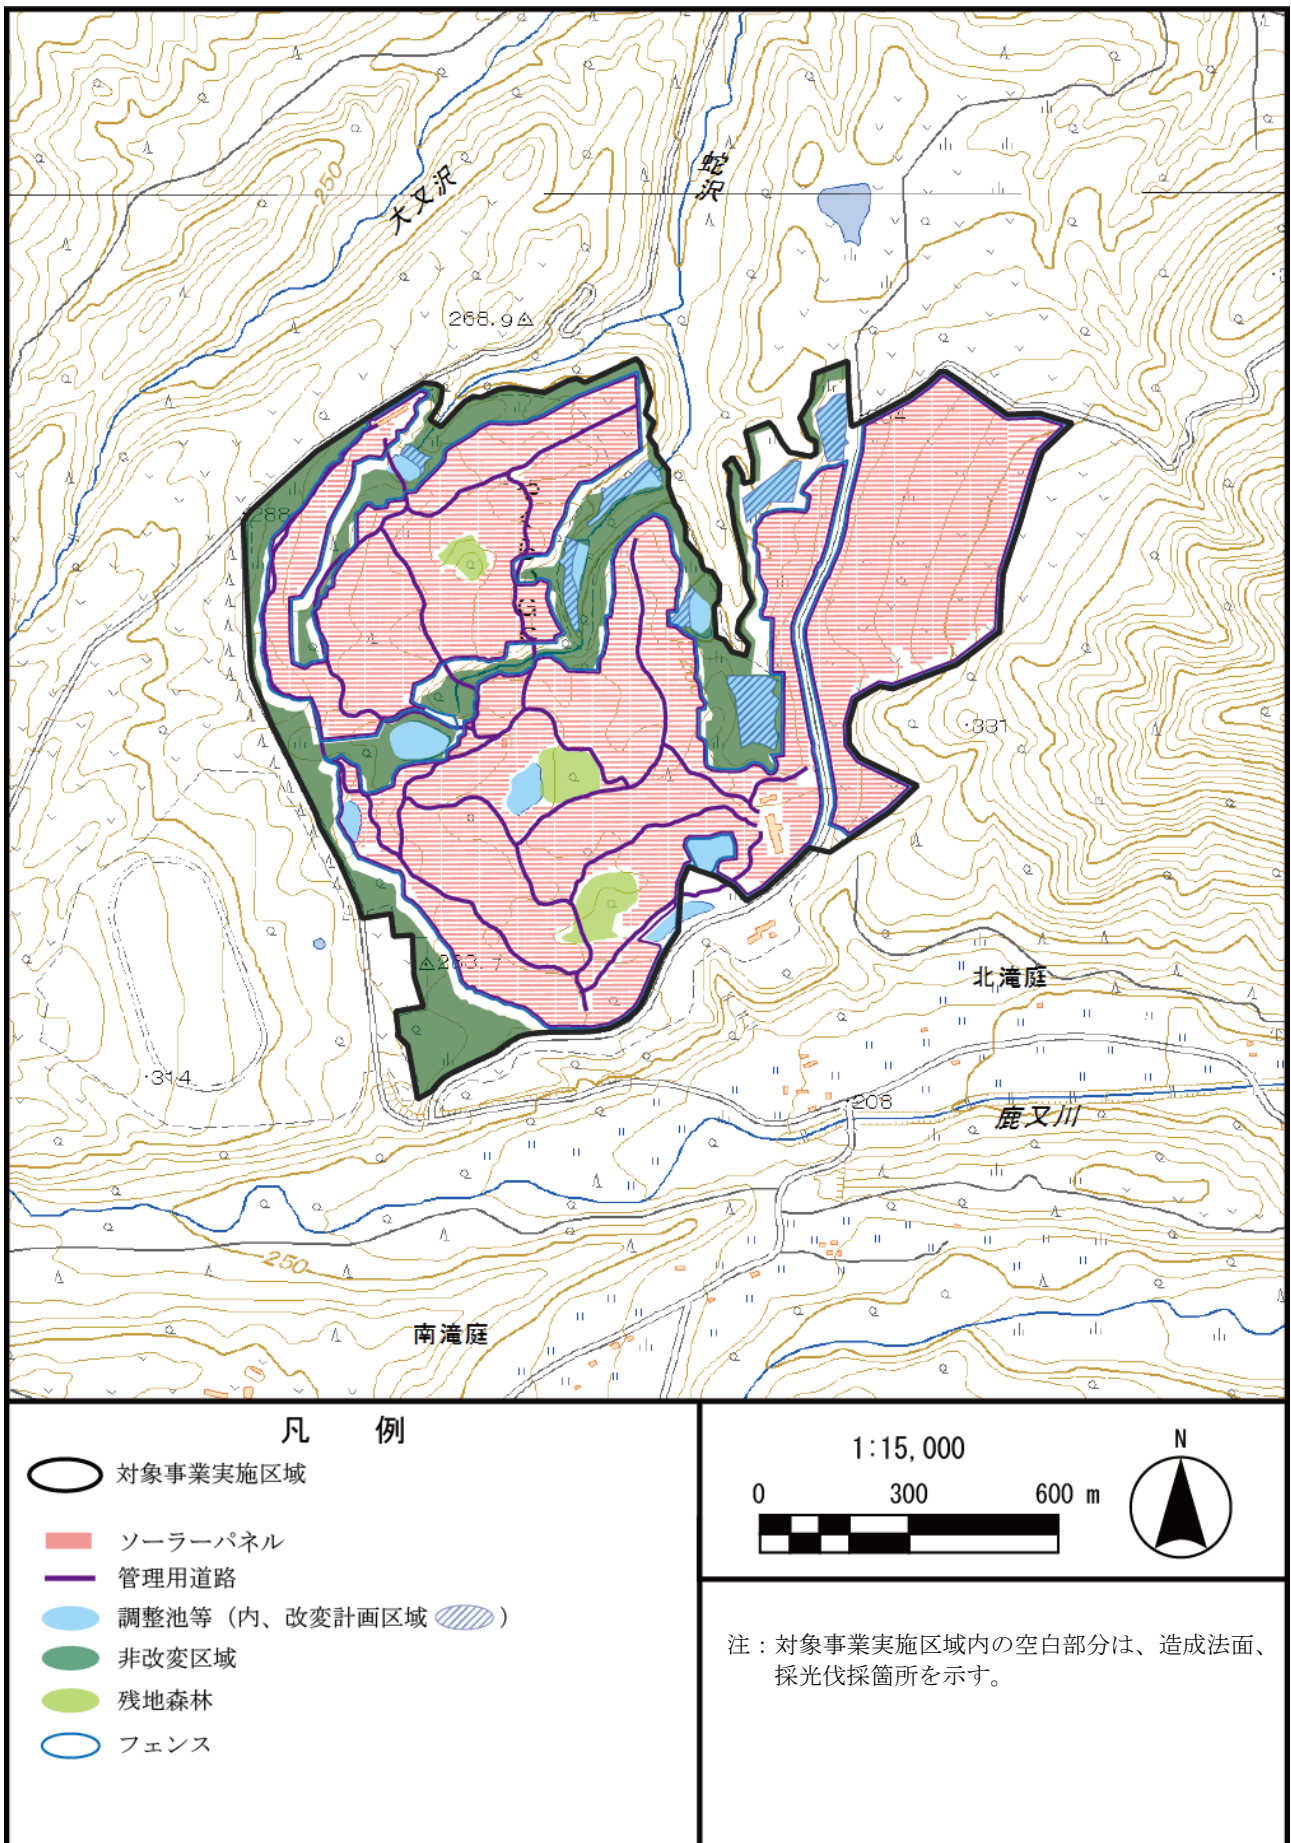 大又沢
蛇沢
250
268.9
288
331
283.7
314
北滝庭
208
鹿又川
250
南滝庭
凡 例
対象事業実施区域
ソーラーパネル
管理用道路
調整池等（内、改変計画区域 ）
非改変区域
残地森林
フェンス
1:15,000
0 300 600 m
N
注：対象事業実施区域内の空白部分は、造成法面、
採光伐採箇所を示す。